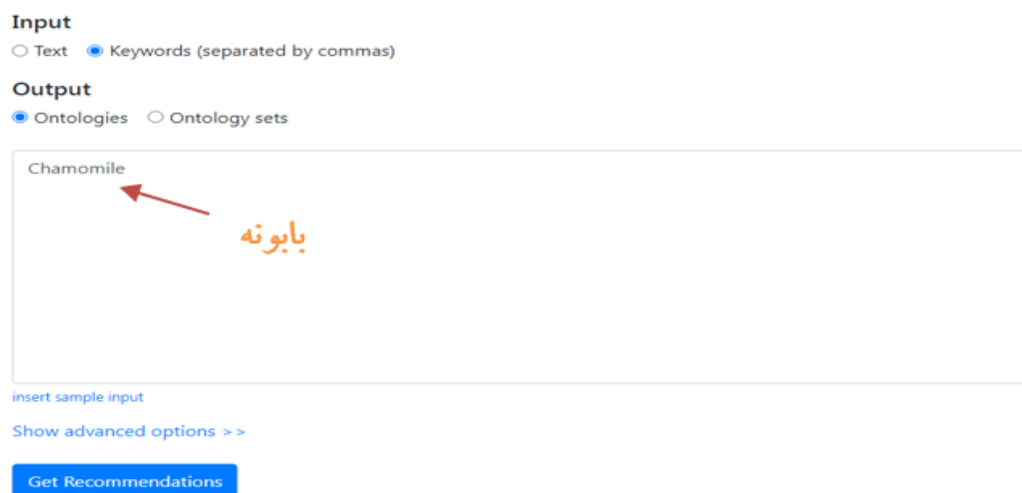 Input
Text Keywords (separated by commas)
Output
Ontologies Ontology sets
Chamomile
بابونه
insert sample input
Show advanced options >>
Get Recommendations